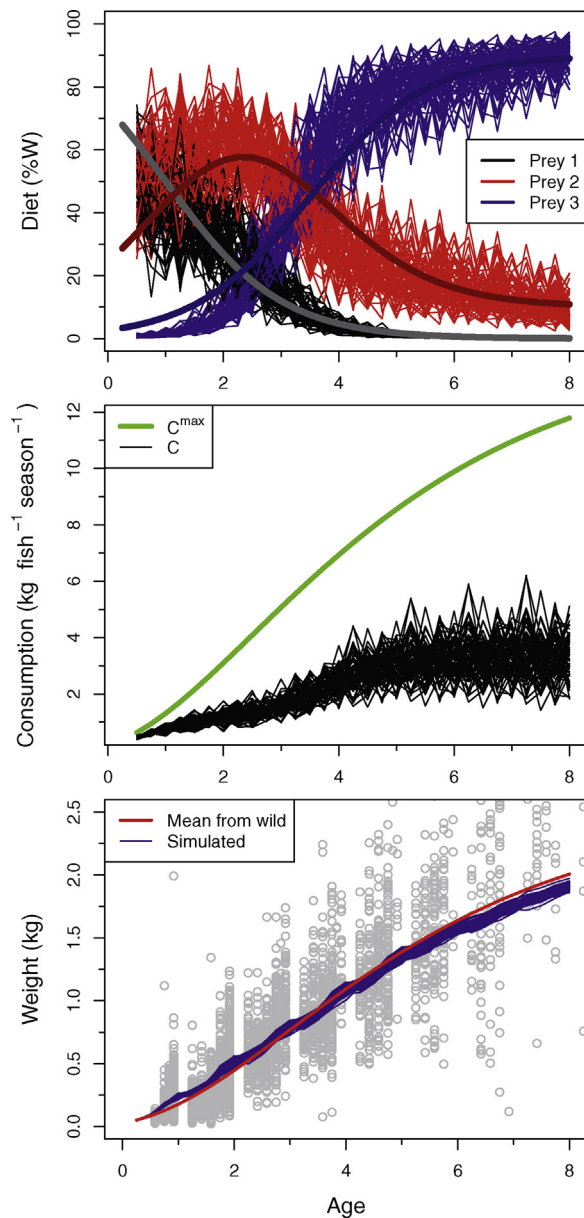 Diet (%W)
100
80
60
40
20
0
Prey 1
Prey 2
Prey 3
0 2 4 6 8
Consumption (kg fish⁻¹ season⁻¹)
12
10
8
6
4
2
Cᵐᵃˣ
C
0 2 4 6 8
Weight (kg)
2.5
2.0
1.5
1.0
0.5
0.0
Mean from wild
Simulated
0 2 4 6 8
Age